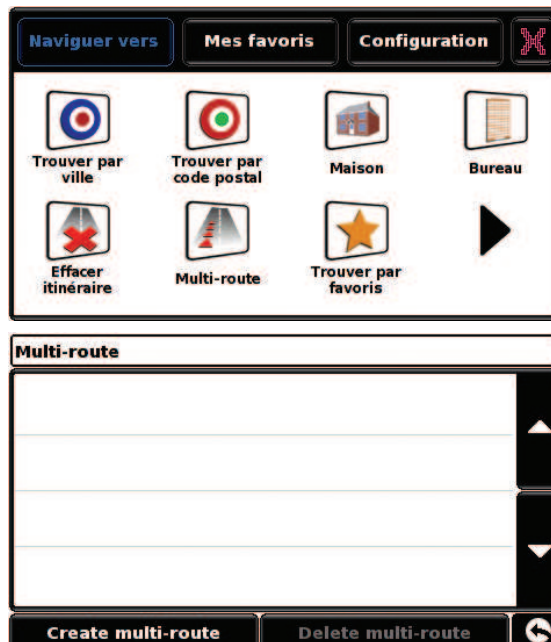 Naviguer vers Mes favoris Configuration
Trouver par
ville
Trouver par
code postal
Maison
Bureau
Effacer
itinéraire
Multi-route
Trouver par
favoris
Multi-route
Create multi-route Delete multi-route